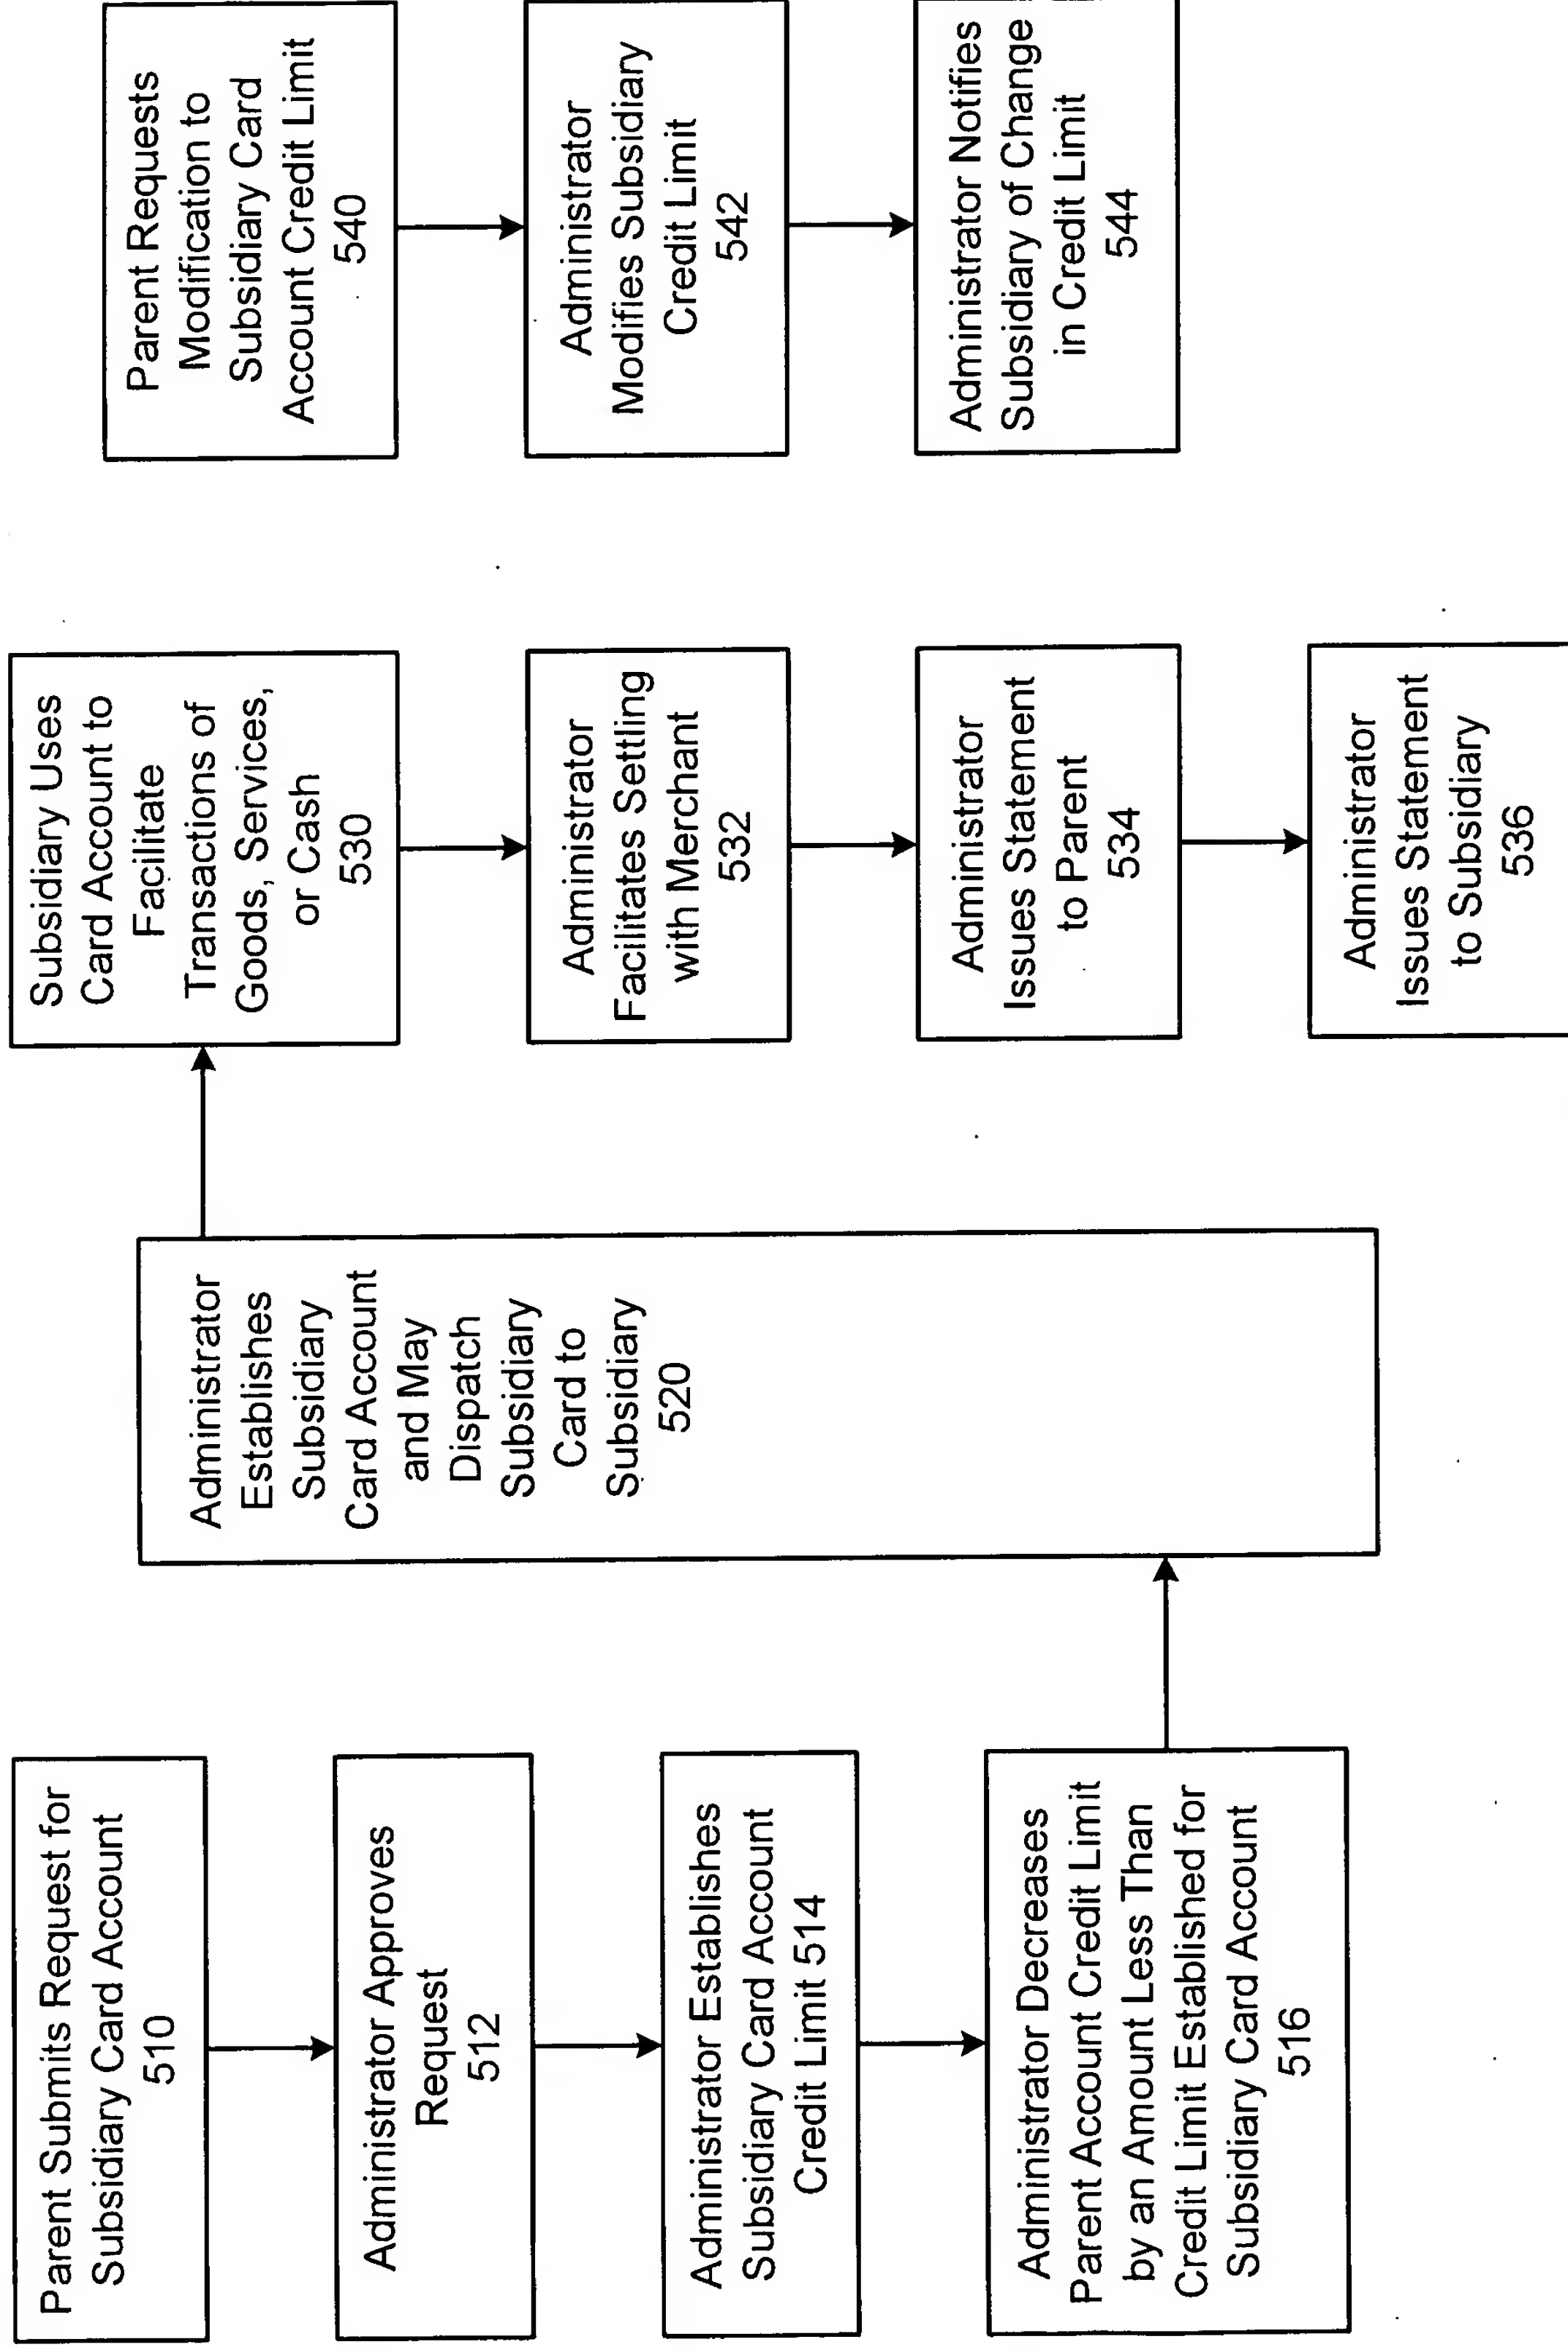 Parent Submits Request for
Subsidiary Card Account
510
Administrator Approves
Request
512
Administrator Establishes
Subsidiary Card Account
Credit Limit 514
Administrator Decreases
Parent Account Credit Limit
by an Amount Less Than
Credit Limit Established for
Subsidiary Card Account
516
Administrator
Establishes
Subsidiary
Card Account
and May
Dispatch
Subsidiary
Card to
Subsidiary
520
Subsidiary Uses
Card Account to
Facilitate
Transactions of
Goods, Services,
or Cash
530
Administrator
Facilitates Settling
with Merchant
532
Administrator
Issues Statement
to Parent
534
Administrator
Issues Statement
to Subsidiary
536
Parent Requests
Modification to
Subsidiary Card
Account Credit Limit
540
Administrator
Modifies Subsidiary
Credit Limit
542
Administrator Notifies
Subsidiary of Change
in Credit Limit
544